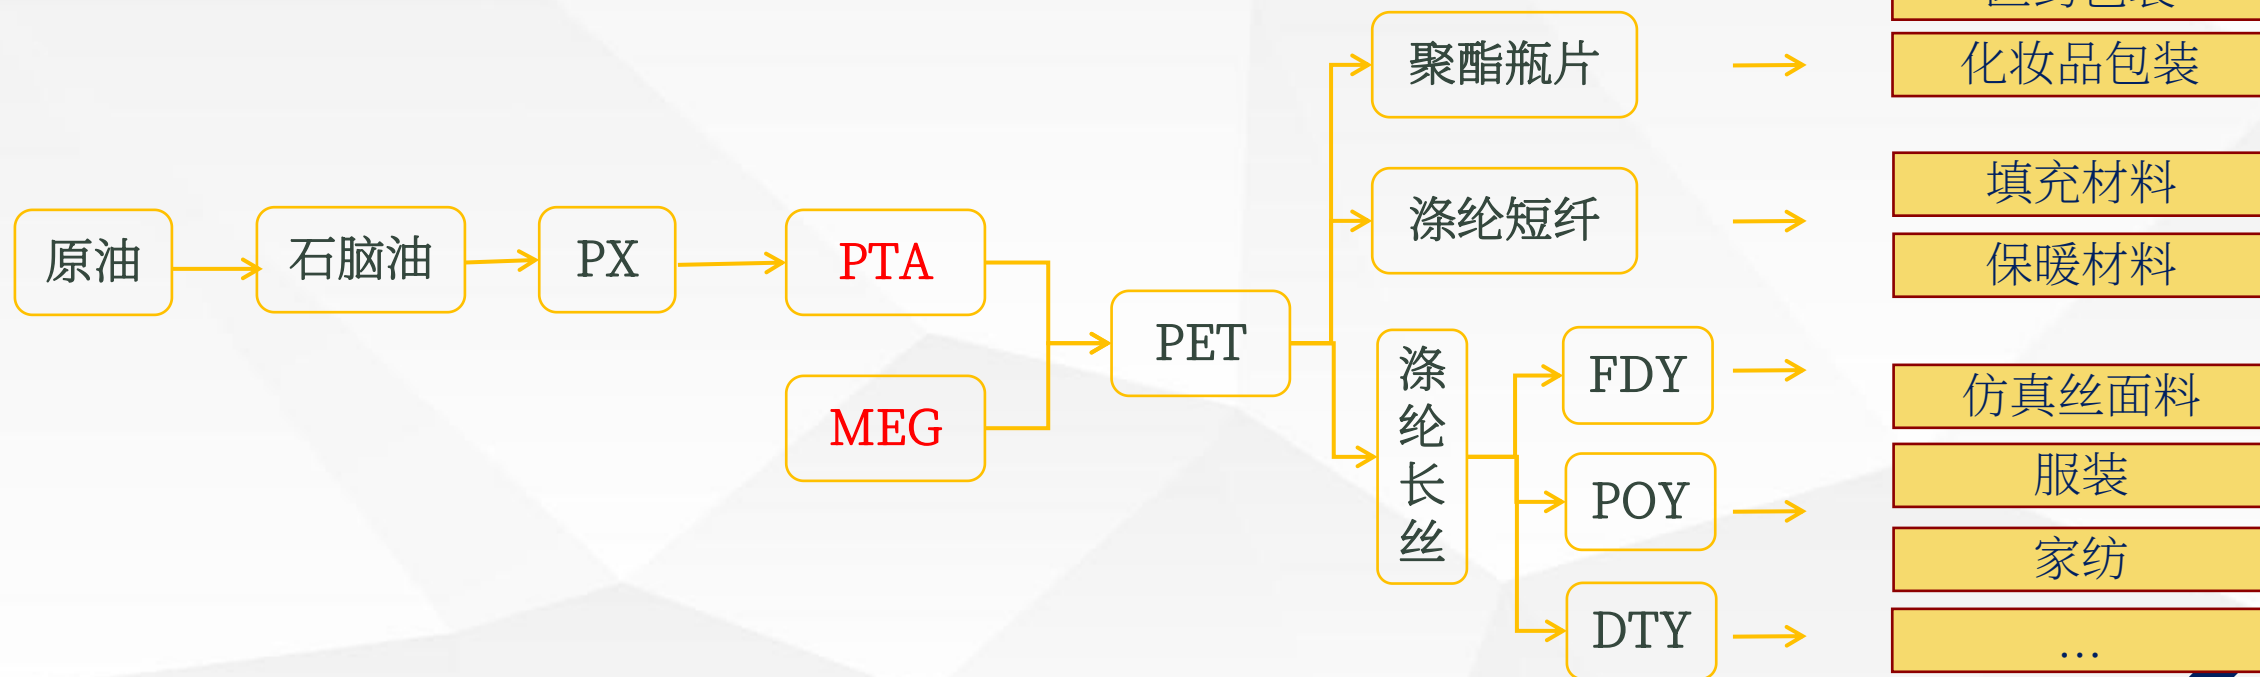 原油
石脑油
PX
PTA
MEG
PET
聚酯瓶片
涤纶短纤
涤纶长丝
FDY
POY
DTY
化妆品包装
填充材料
保暖材料
仿真丝面料
服装
家纺
…